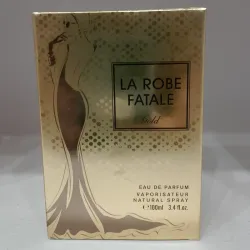 LA ROBE
FATALE
Gold
EAU DE PARFUM
VAPORISATEUR
NATURAL SPRAY
℮ 100ml 3.4 fl.oz.